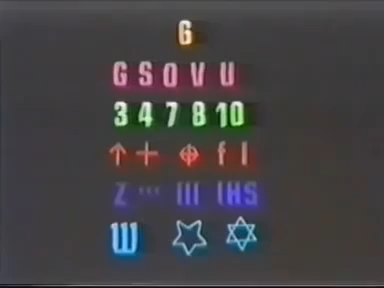 G
G S O V U
3 4 7 8 10
↑ + ⌖ f I
Z ••• III IHS
W ☆ ✡